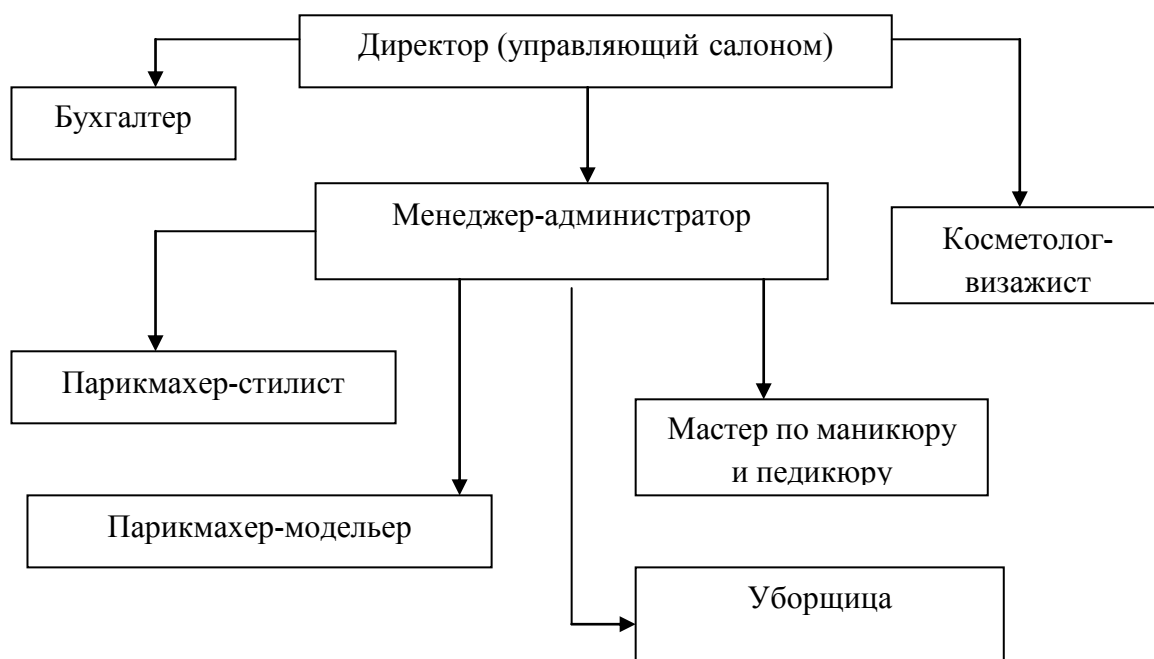 Директор (управляющий салоном)
Бухгалтер
Менеджер-администратор
Косметолог-
визажист
Парикмахер-стилист
Мастер по маникюру
и педикюру
Парикмахер-модельер
Уборщица